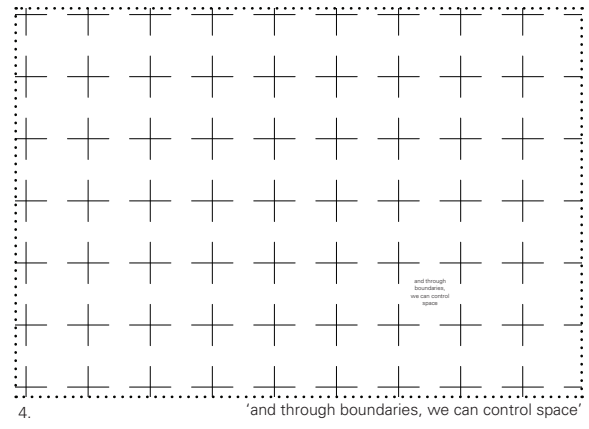 and through
boundaries,
we can control
space
4.
'and through boundaries, we can control space'